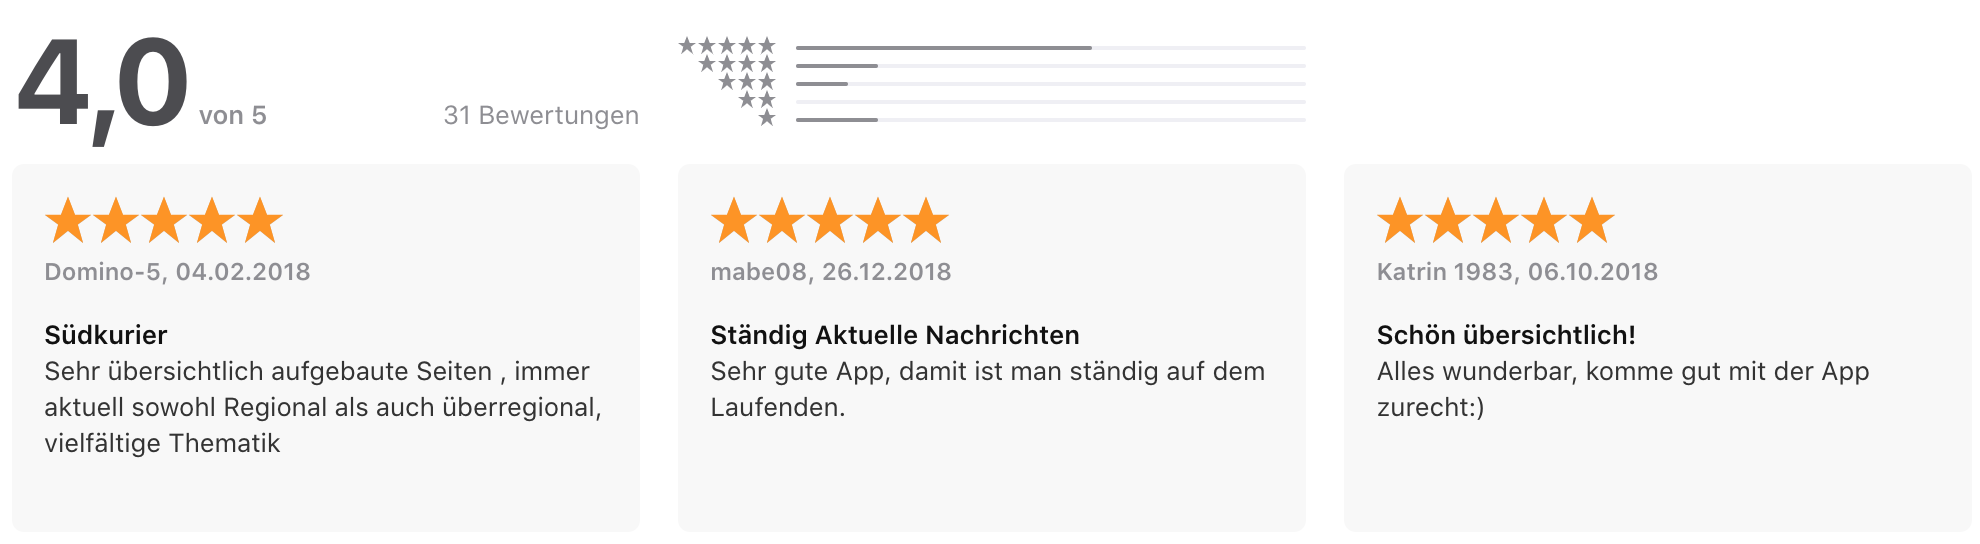 4,0 von 5
31 Bewertungen
Domino-5, 04.02.2018
Südkurier
Sehr übersichtlich aufgebaute Seiten , immer
aktuell sowohl Regional als auch überregional,
vielfältige Thematik
mabe08, 26.12.2018
Ständig Aktuelle Nachrichten
Sehr gute App, damit ist man ständig auf dem
Laufenden.
Katrin 1983, 06.10.2018
Schön übersichtlich!
Alles wunderbar, komme gut mit der App
zurecht:)